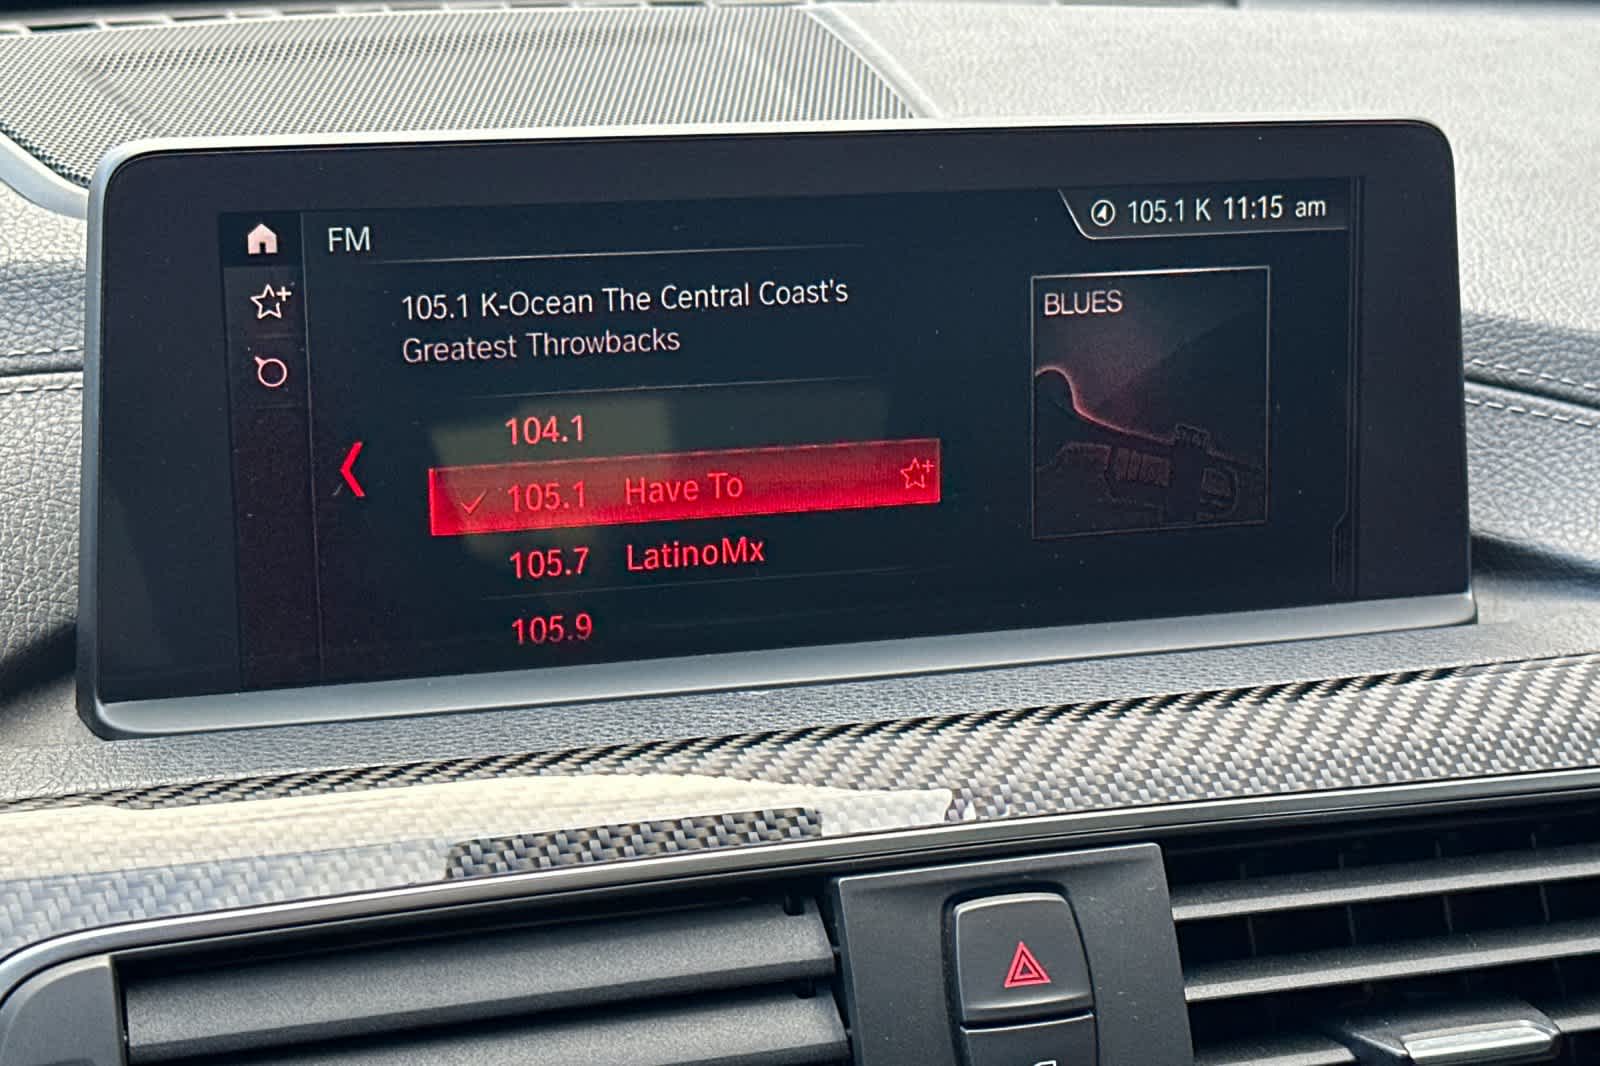 105.1 K 11:15 am
FM
105.1 K-Ocean The Central Coast's
Greatest Throwbacks
BLUES
104.1
105.1 Have To
105.7 LatinoMx
105.9